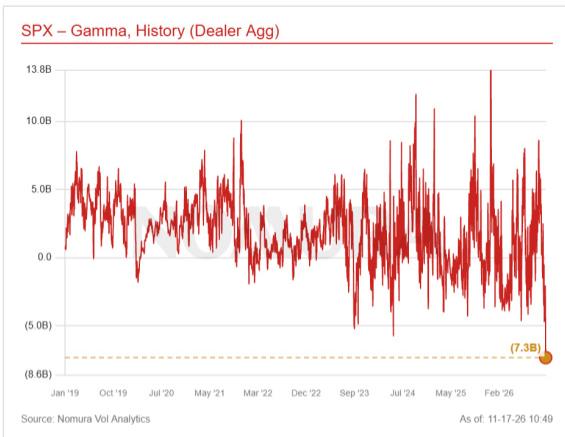 SPX – Gamma, History (Dealer Agg)
13.8B
10.0B
5.0B
0.0
(5.0B)
(8.6B)
(7.3B)
NOMURA
Jan '19 Oct '19 Jul '20 May '21 Mar '22 Dec '22 Sep '23 Jul '24 May '25 Feb '26
Source: Nomura Vol Analytics As of: 11-17-26 10:49